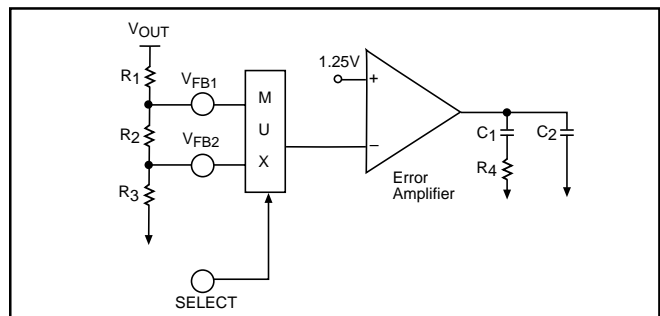 VOUT
R1
VFB1
R2
VFB2
R3
M
U
X
SELECT
1.25V
+
–
Error
Amplifier
C1
R4
C2